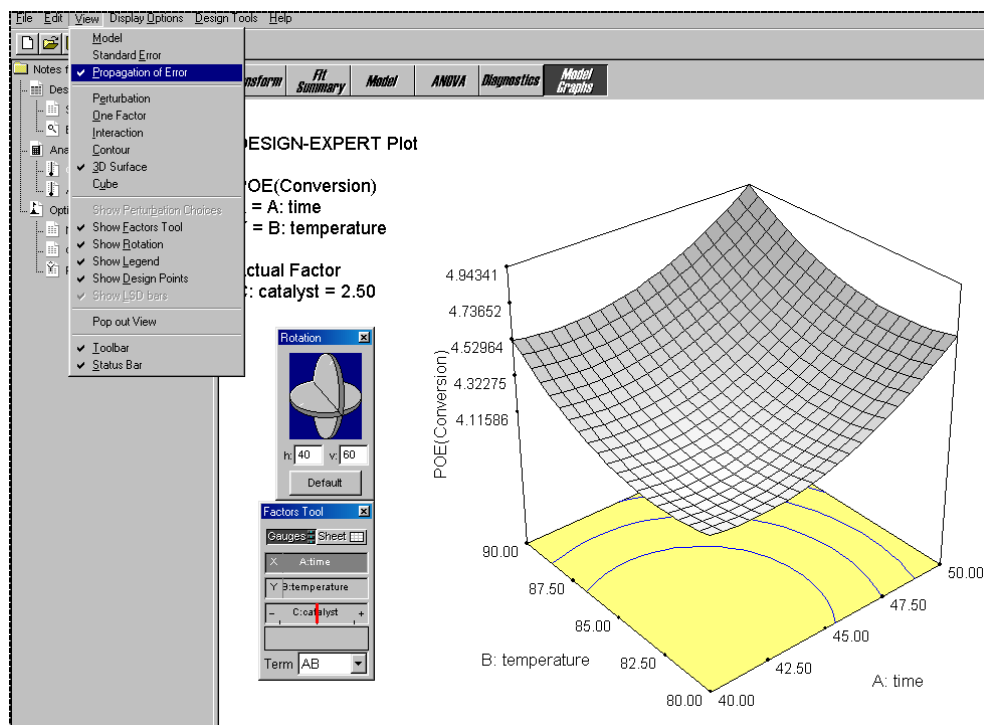 File Edit View Display Options Design Tools Help
Model
Standard Error
Propagation of Error
Perturbation
One Factor
Interaction
Contour
3D Surface
Cube
Show Perturbation Choices
Show Factors Tool
Show Rotation
Show Legend
Show Design Points
Show LSD bars
Pop out View
Toolbar
Status Bar
Notes f
Des
Ana
Opti
nsform
Fit Summary
Model
ANOVA
Diagnostics
Model Graphs
DESIGN-EXPERT Plot
POE(Conversion)
= A: time
= B: temperature
Actual Factor
C: catalyst = 2.50
Rotation
h: 40 v: 60
Default
Factors Tool
Gauges Sheet
X A:time
Y B:temperature
- C:catalyst +
Term AB
POE(Conversion)
4.94341
4.73652
4.52964
4.32275
4.11586
90.00
87.50
85.00
82.50
80.00
40.00
42.50
45.00
47.50
50.00
B: temperature
A: time